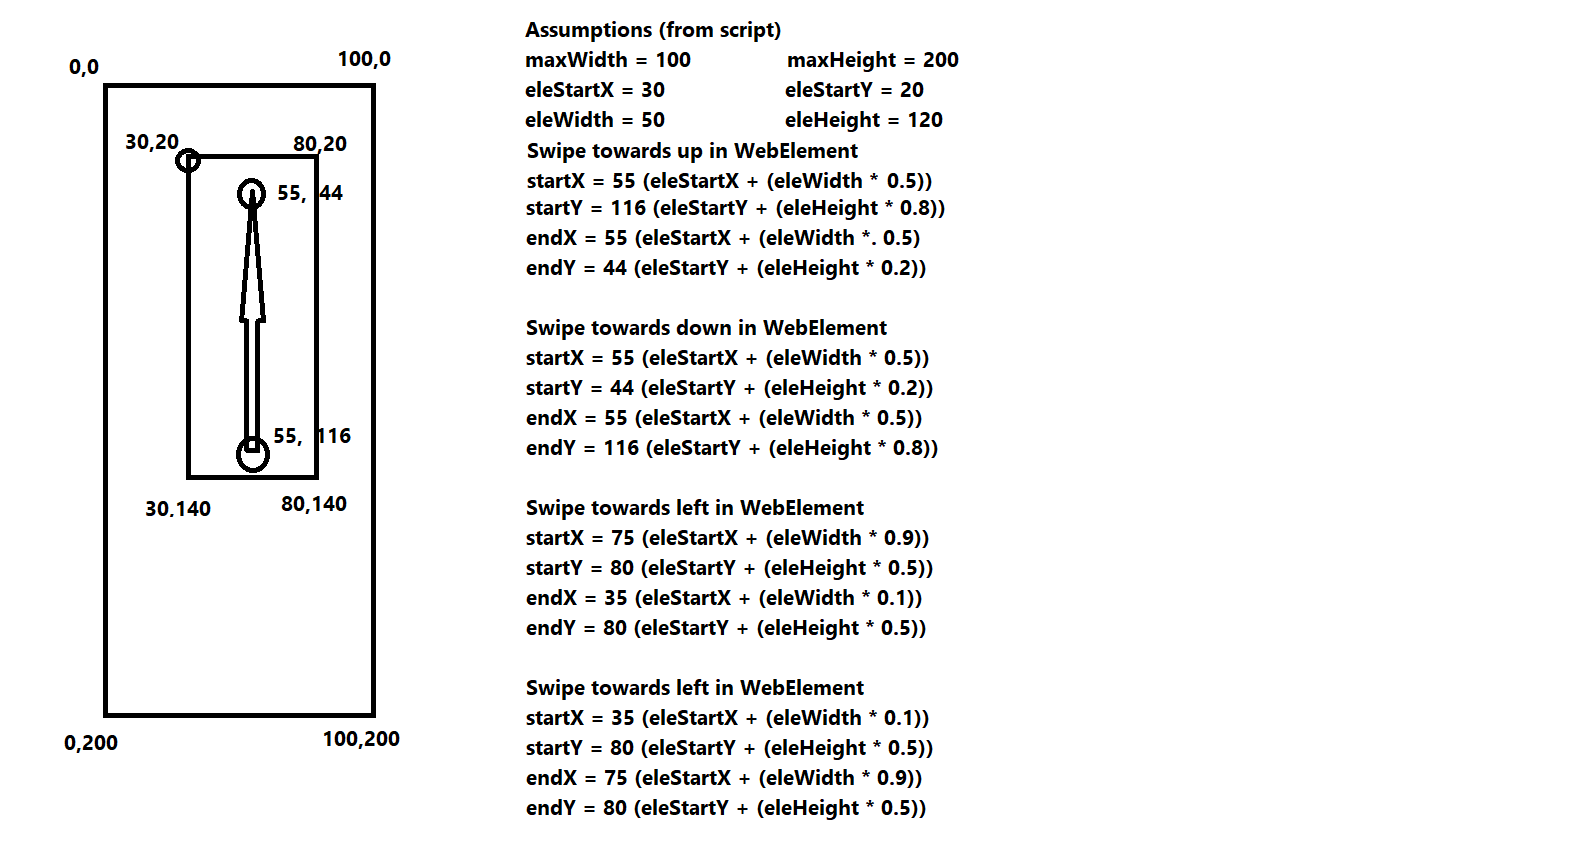 0,0
100,0
30,20
80,20
55, 44
55, 116
30,140
80,140
0,200
100,200
Assumptions (from script)
maxWidth = 100 maxHeight = 200
eleStartX = 30 eleStartY = 20
eleWidth = 50 eleHeight = 120
Swipe towards up in WebElement
startX = 55 (eleStartX + (eleWidth * 0.5))
startY = 116 (eleStartY + (eleHeight * 0.8))
endX = 55 (eleStartX + (eleWidth *. 0.5)
endY = 44 (eleStartY + (eleHeight * 0.2))
Swipe towards down in WebElement
startX = 55 (eleStartX + (eleWidth * 0.5))
startY = 44 (eleStartY + (eleHeight * 0.2))
endX = 55 (eleStartX + (eleWidth * 0.5))
endY = 116 (eleStartY + (eleHeight * 0.8))
Swipe towards left in WebElement
startX = 75 (eleStartX + (eleWidth * 0.9))
startY = 80 (eleStartY + (eleHeight * 0.5))
endX = 35 (eleStartX + (eleWidth * 0.1))
endY = 80 (eleStartY + (eleHeight * 0.5))
Swipe towards left in WebElement
startX = 35 (eleStartX + (eleWidth * 0.1))
startY = 80 (eleStartY + (eleHeight * 0.5))
endX = 75 (eleStartX + (eleWidth * 0.9))
endY = 80 (eleStartY + (eleHeight * 0.5))